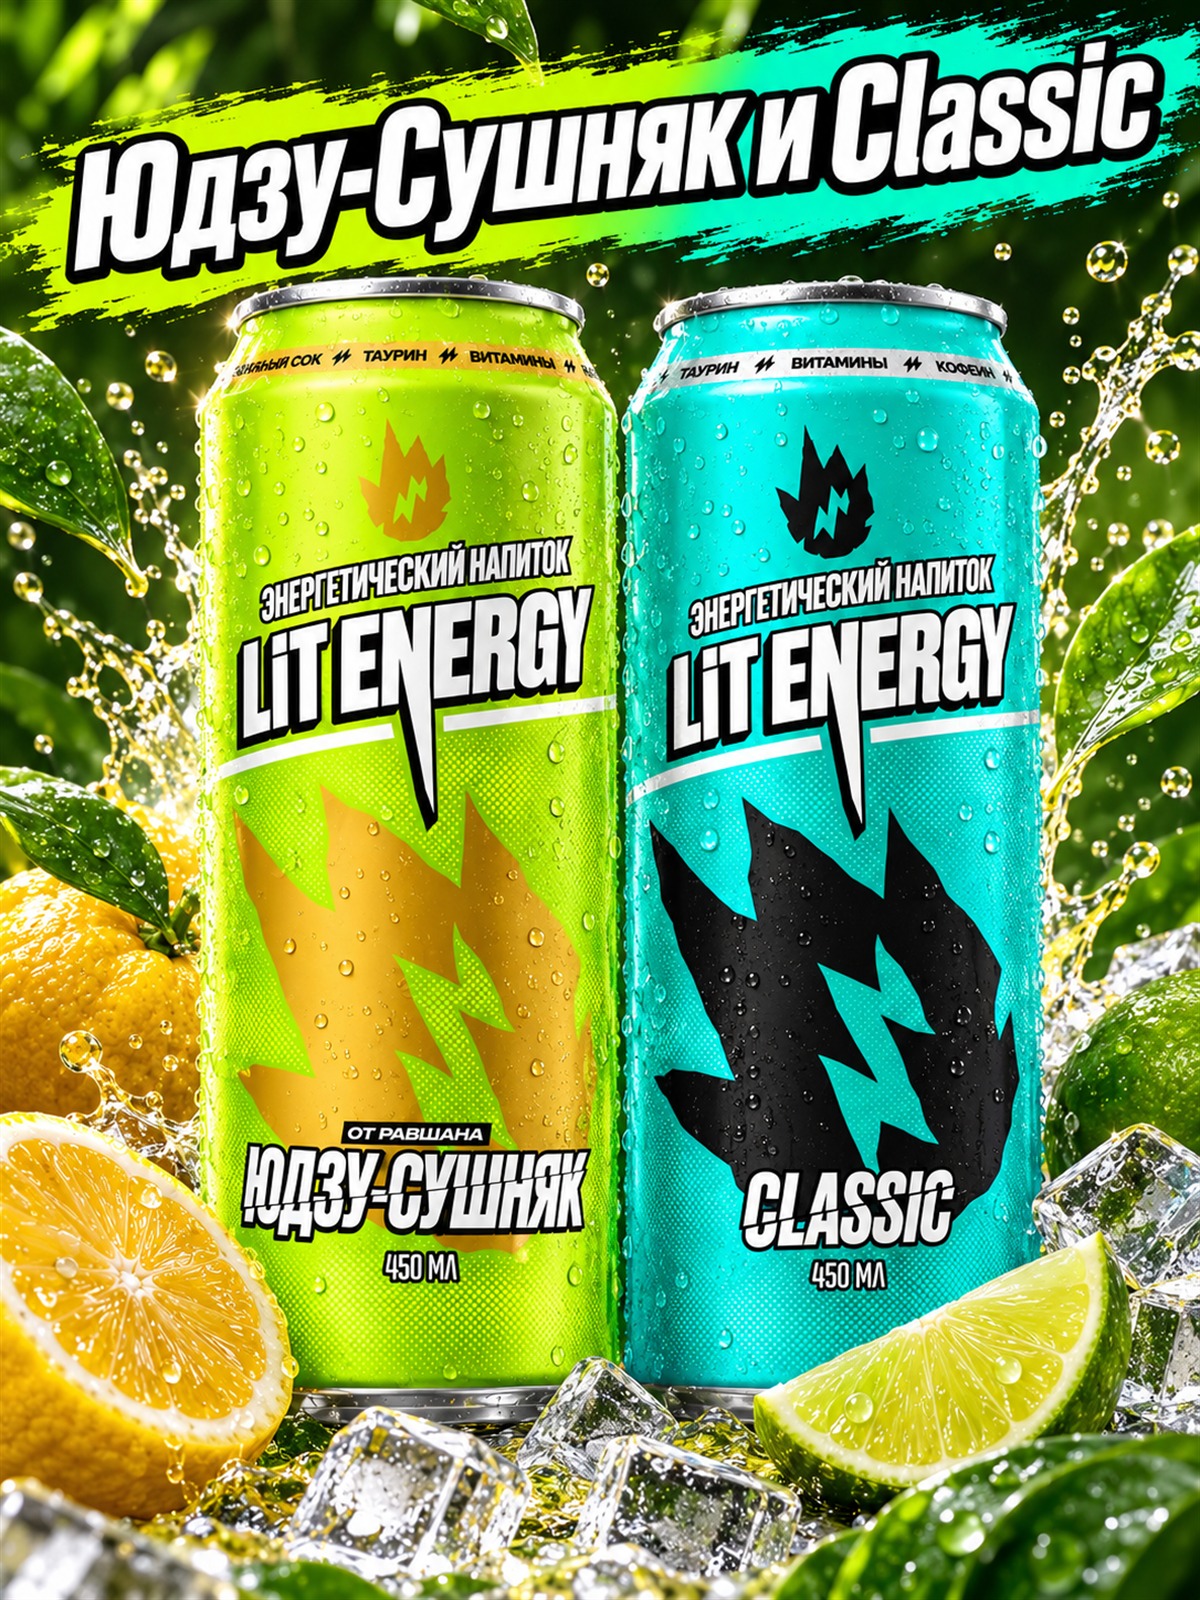 Юдзу-Сушняк и Classic
СОК ТАУРИН ВИТАМИНЫ
ТАУРИН ВИТАМИНЫ КОФЕИН
ЭНЕРГЕТИЧЕСКИЙ НАПИТОК
LiT ENERGY
ОТ РАВШАНА
ЮДЗУ-СУШНЯК
450 МЛ
ЭНЕРГЕТИЧЕСКИЙ НАПИТОК
LiT ENERGY
CLASSIC
450 МЛ